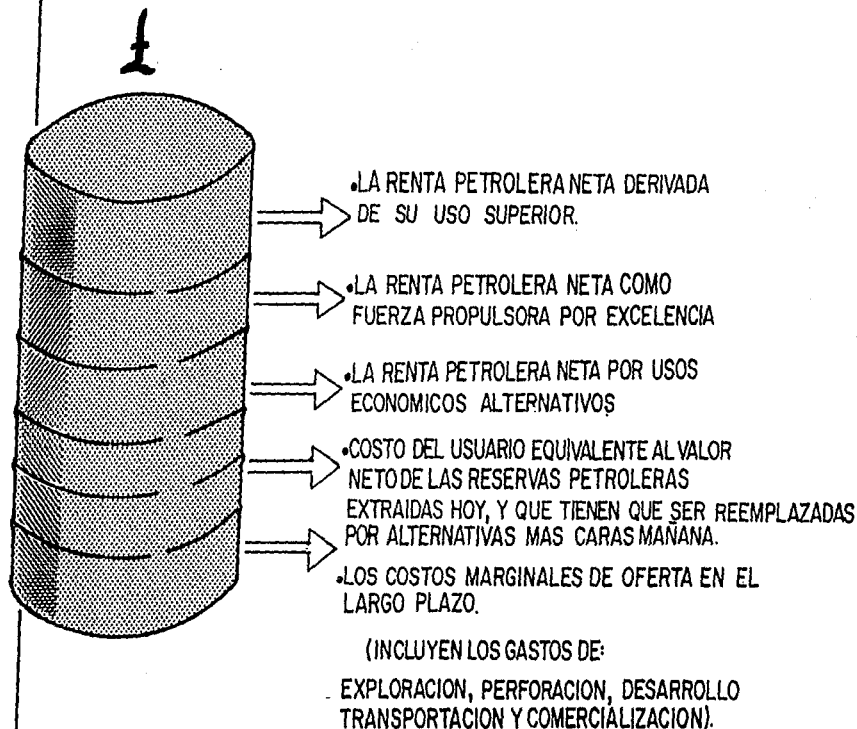 £
•LA RENTA PETROLERA NETA DERIVADA
DE SU USO SUPERIOR.
•LA RENTA PETROLERA NETA COMO
FUERZA PROPULSORA POR EXCELENCIA
•LA RENTA PETROLERA NETA POR USOS
ECONOMICOS ALTERNATIVOS
•COSTO DEL USUARIO EQUIVALENTE AL VALOR
NETO DE LAS RESERVAS PETROLERAS
EXTRAIDAS HOY, Y QUE TIENEN QUE SER REEMPLAZADAS
POR ALTERNATIVAS MAS CARAS MAÑANA.
•LOS COSTOS MARGINALES DE OFERTA EN EL
LARGO PLAZO.
(INCLUYEN LOS GASTOS DE:
EXPLORACION, PERFORACION, DESARROLLO
TRANSPORTACION Y COMERCIALIZACION).